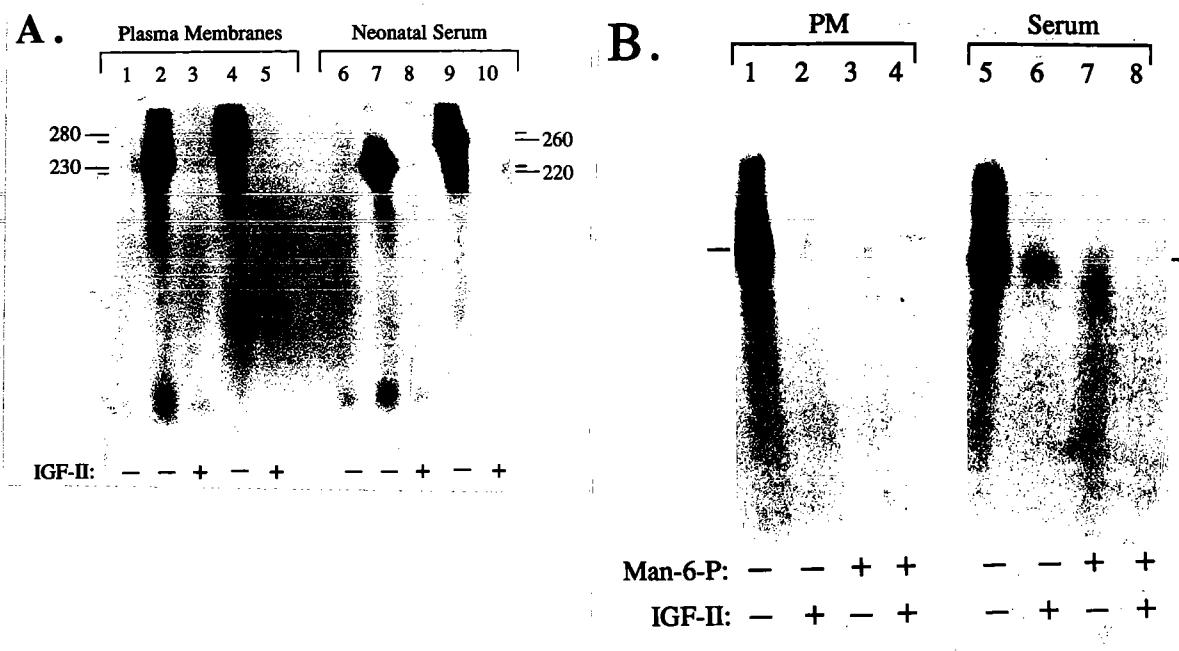 A.
Plasma Membranes Neonatal Serum
1 2 3 4 5 6 7 8 9 10
280 260
230 220
IGF-II: − − + − + − − + − +
B.
PM Serum
1 2 3 4 5 6 7 8
Man-6-P: − − + + − − + +
IGF-II: − + − + − + − +